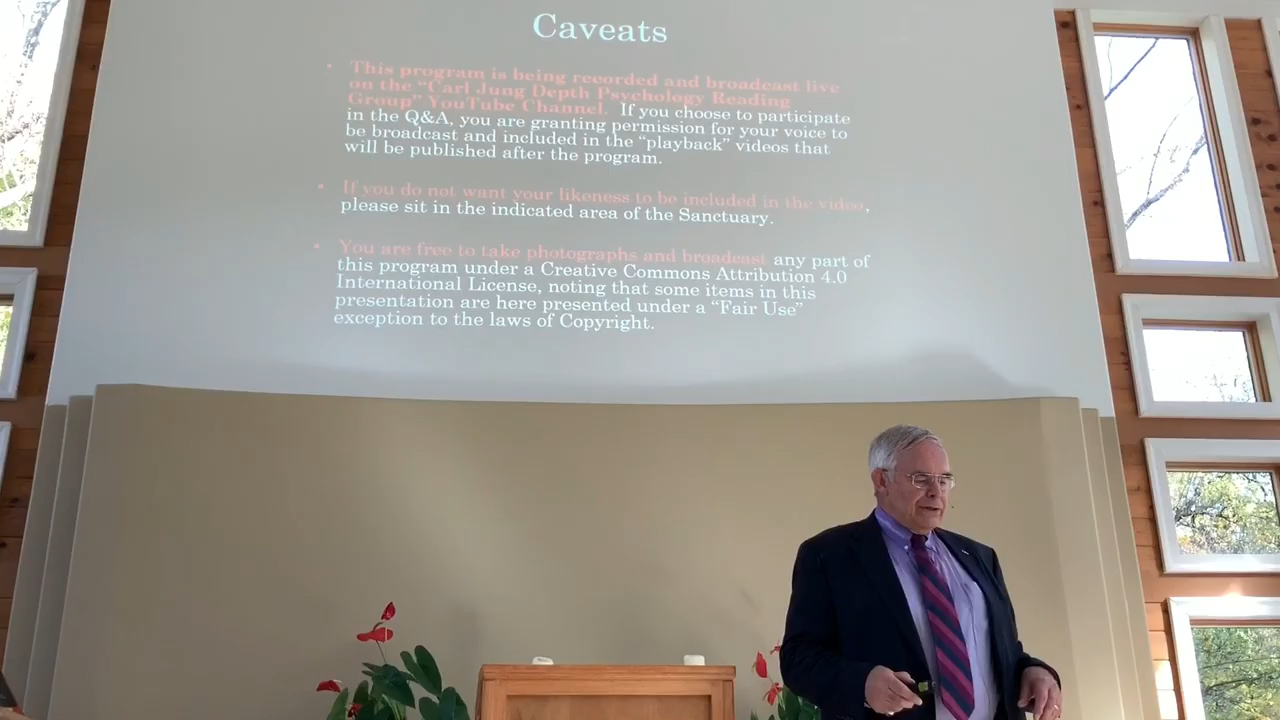 Caveats
• This program is being recorded and broadcast live
on the “Carl Jung Depth Psychology Reading
Group” YouTube Channel. If you choose to participate
in the Q&A, you are granting permission for your voice to
be broadcast and included in the “playback” videos that
will be published after the program.
• If you do not want your likeness to be included in the video,
please sit in the indicated area of the Sanctuary.
• You are free to take photographs and broadcast any part of
this program under a Creative Commons Attribution 4.0
International License, noting that some items in this
presentation are here presented under a “Fair Use”
exception to the laws of Copyright.